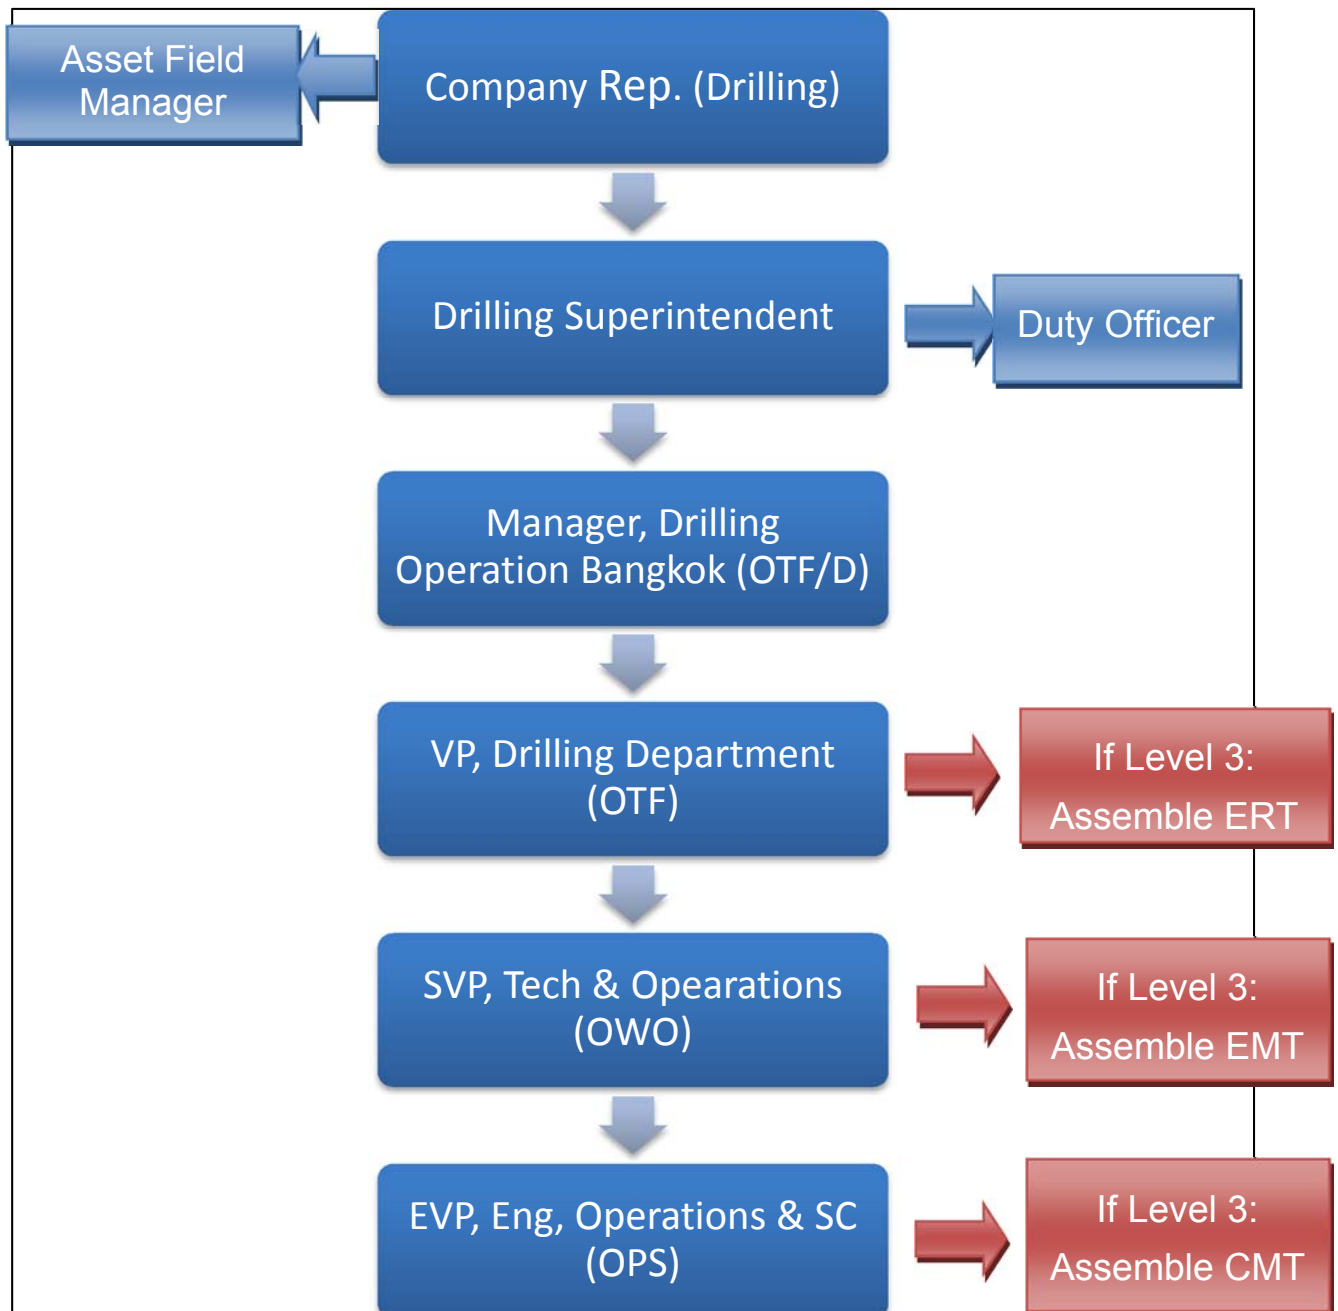 Asset Field
Manager
Company Rep. (Drilling)
Drilling Superintendent
Duty Officer
Manager, Drilling
Operation Bangkok (OTF/D)
VP, Drilling Department
(OTF)
If Level 3:
Assemble ERT
SVP, Tech & Opearations
(OWO)
If Level 3:
Assemble EMT
EVP, Eng, Operations & SC
(OPS)
If Level 3:
Assemble CMT